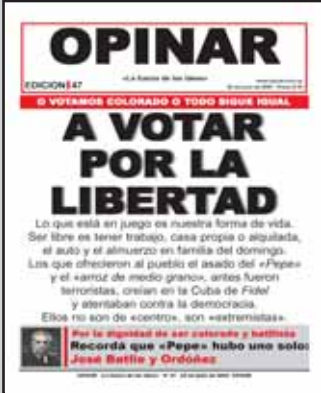 OPINAR
«La fuerza de las ideas»
EDICION 47
O VOTAMOS COLORADO O TODO SIGUE IGUAL
A VOTAR
POR LA
LIBERTAD
Lo que está en juego es nuestra forma de vida.
Ser libre es tener trabajo, casa propia o alquilada,
el auto y el almuerzo en familia del domingo.
Los que ofrecieron al pueblo el asado del «Pepe»
y el «arroz de medio grano», antes fueron
terroristas, creían en la Cuba de Fidel
y atentaban contra la democracia.
Ellos no son de «centro», son «extremistas».
Por la dignidad de ser colorado y batllista
Recordá que «Pepe» hubo uno solo:
José Batlle y Ordóñez